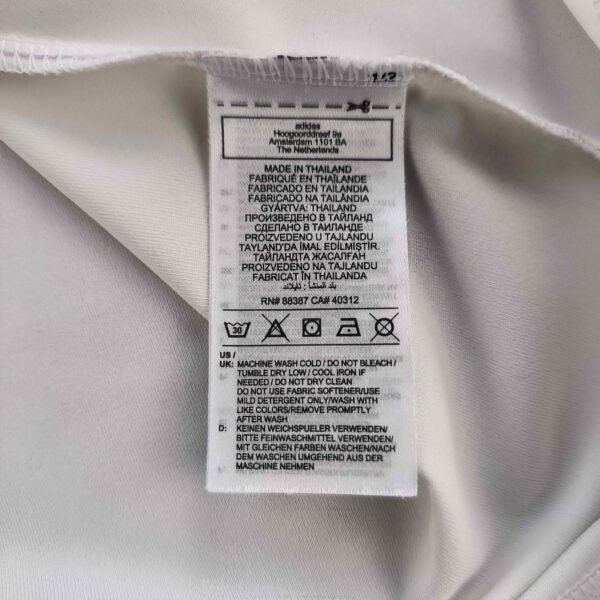 1/2
adidas
Hoogoorddreef 9a
Amsterdam 1101 BA
The Netherlands
MADE IN THAILAND
FABRIQUÉ EN THAÏLANDE
FABRICADO EN TAILANDIA
FABRICADO NA TAILÂNDIA
GYÁRTVA: THAILAND
ПРОИЗВЕДЕНО В ТАЙЛАНД
СДЕЛАНО В ТАИЛАНДЕ
PROIZVEDENO U TAJLANDU
TAYLAND'DA İMAL EDİLMİŞTİR.
ТАЙЛАНДТА ЖАСАЛҒАН
PROIZVEDENO NA TAJLANDU
FABRICAT ÎN THAILANDA
بلد المنشأ : تايلاند
RN# 88387 CA# 40312
30
US /
UK: MACHINE WASH COLD / DO NOT BLEACH /
TUMBLE DRY LOW / COOL IRON IF
NEEDED / DO NOT DRY CLEAN
DO NOT USE FABRIC SOFTENER/USE
MILD DETERGENT ONLY/WASH WITH
LIKE COLORS/REMOVE PROMPTLY
AFTER WASH
D: KEINEN WEICHSPUELER VERWENDEN/
BITTE FEINWASCHMITTEL VERWENDEN/
MIT GLEICHEN FARBEN WASCHEN/NACH
DEM WASCHEN UMGEHEND AUS DER
MASCHINE NEHMEN